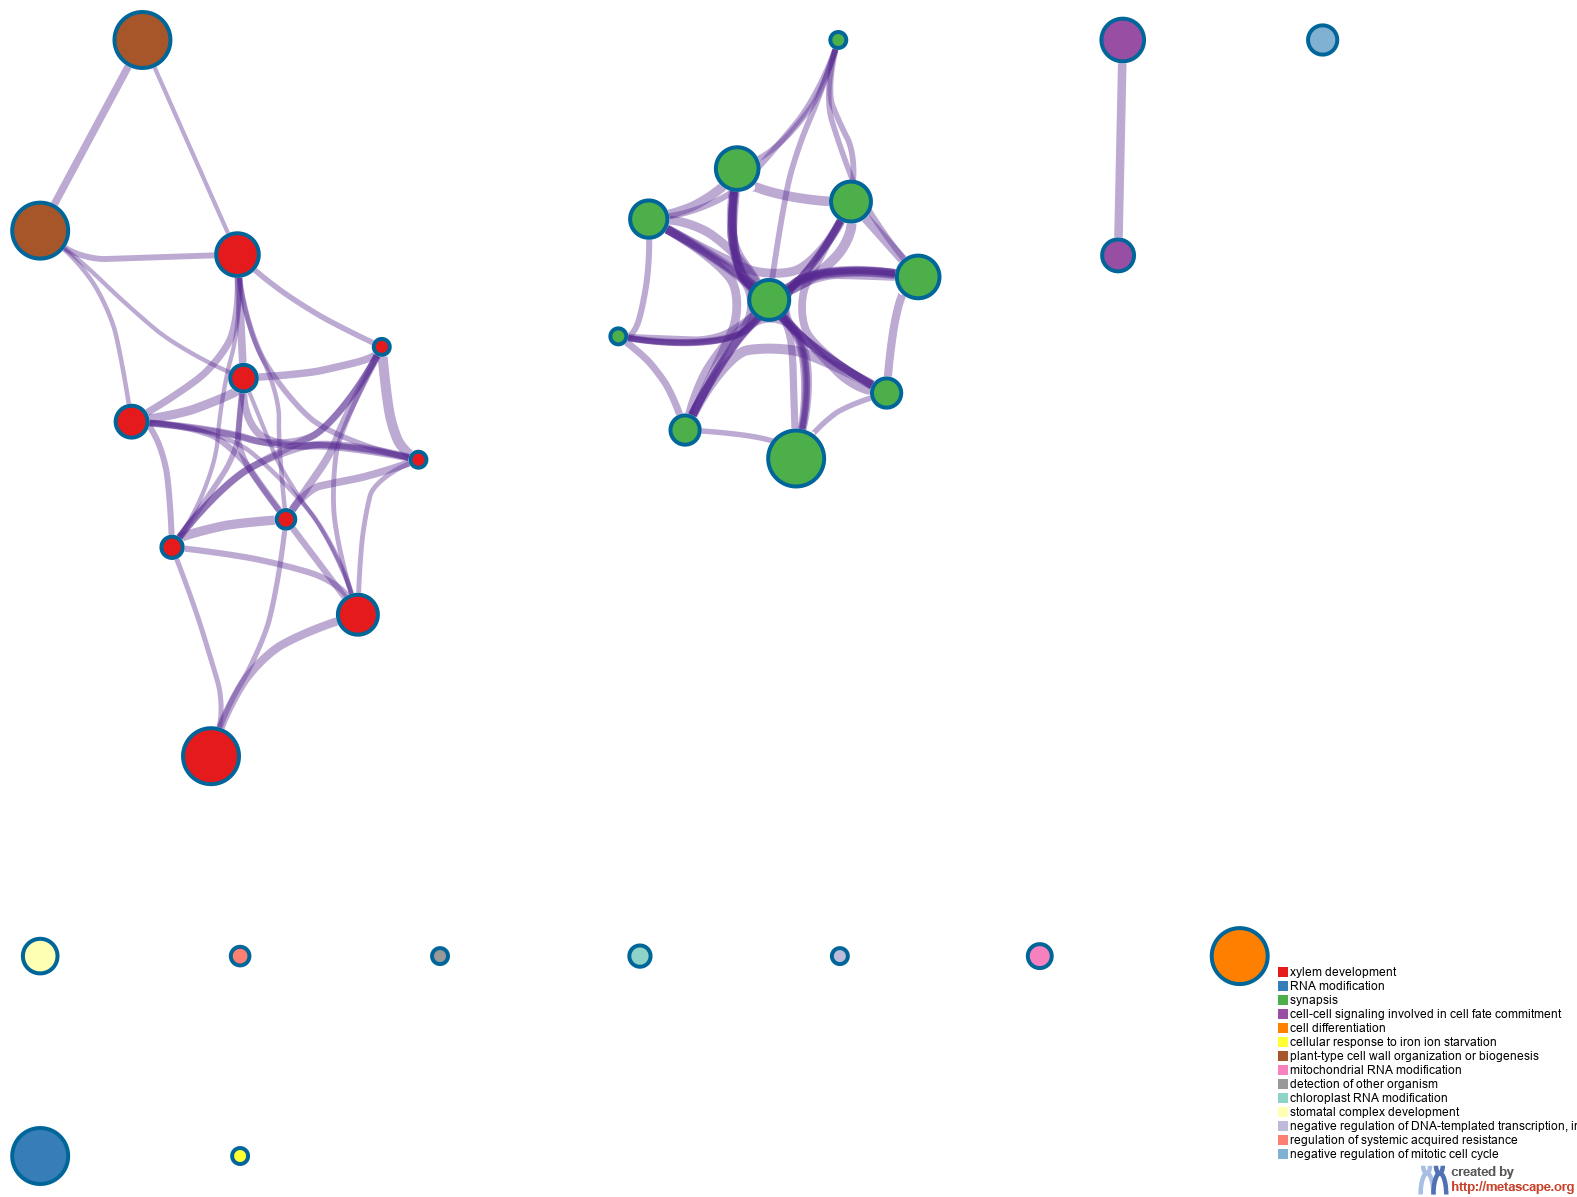 xylem development
RNA modification
synapsis
cell-cell signaling involved in cell fate commitment
cell differentiation
cellular response to iron ion starvation
plant-type cell wall organization or biogenesis
mitochondrial RNA modification
detection of other organism
chloroplast RNA modification
stomatal complex development
negative regulation of DNA-templated transcription, i
regulation of systemic acquired resistance
negative regulation of mitotic cell cycle
created by
http://metascape.org